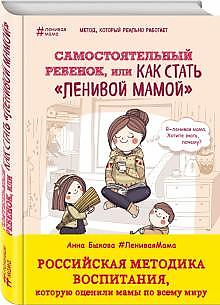 #ленивая мама
МЕТОД, КОТОРЫЙ РЕАЛЬНО РАБОТАЕТ
САМОСТОЯТЕЛЬНЫЙ
РЕБЕНОК, ИЛИ КАК СТАТЬ
«ЛЕНИВОЙ МАМОЙ»
Я–ленивая мама.
Хотите знать,
почему?
Анна Быкова #ЛениваяМама
РОССИЙСКАЯ МЕТОДИКА
ВОСПИТАНИЯ,
которую оценили мамы по всему миру